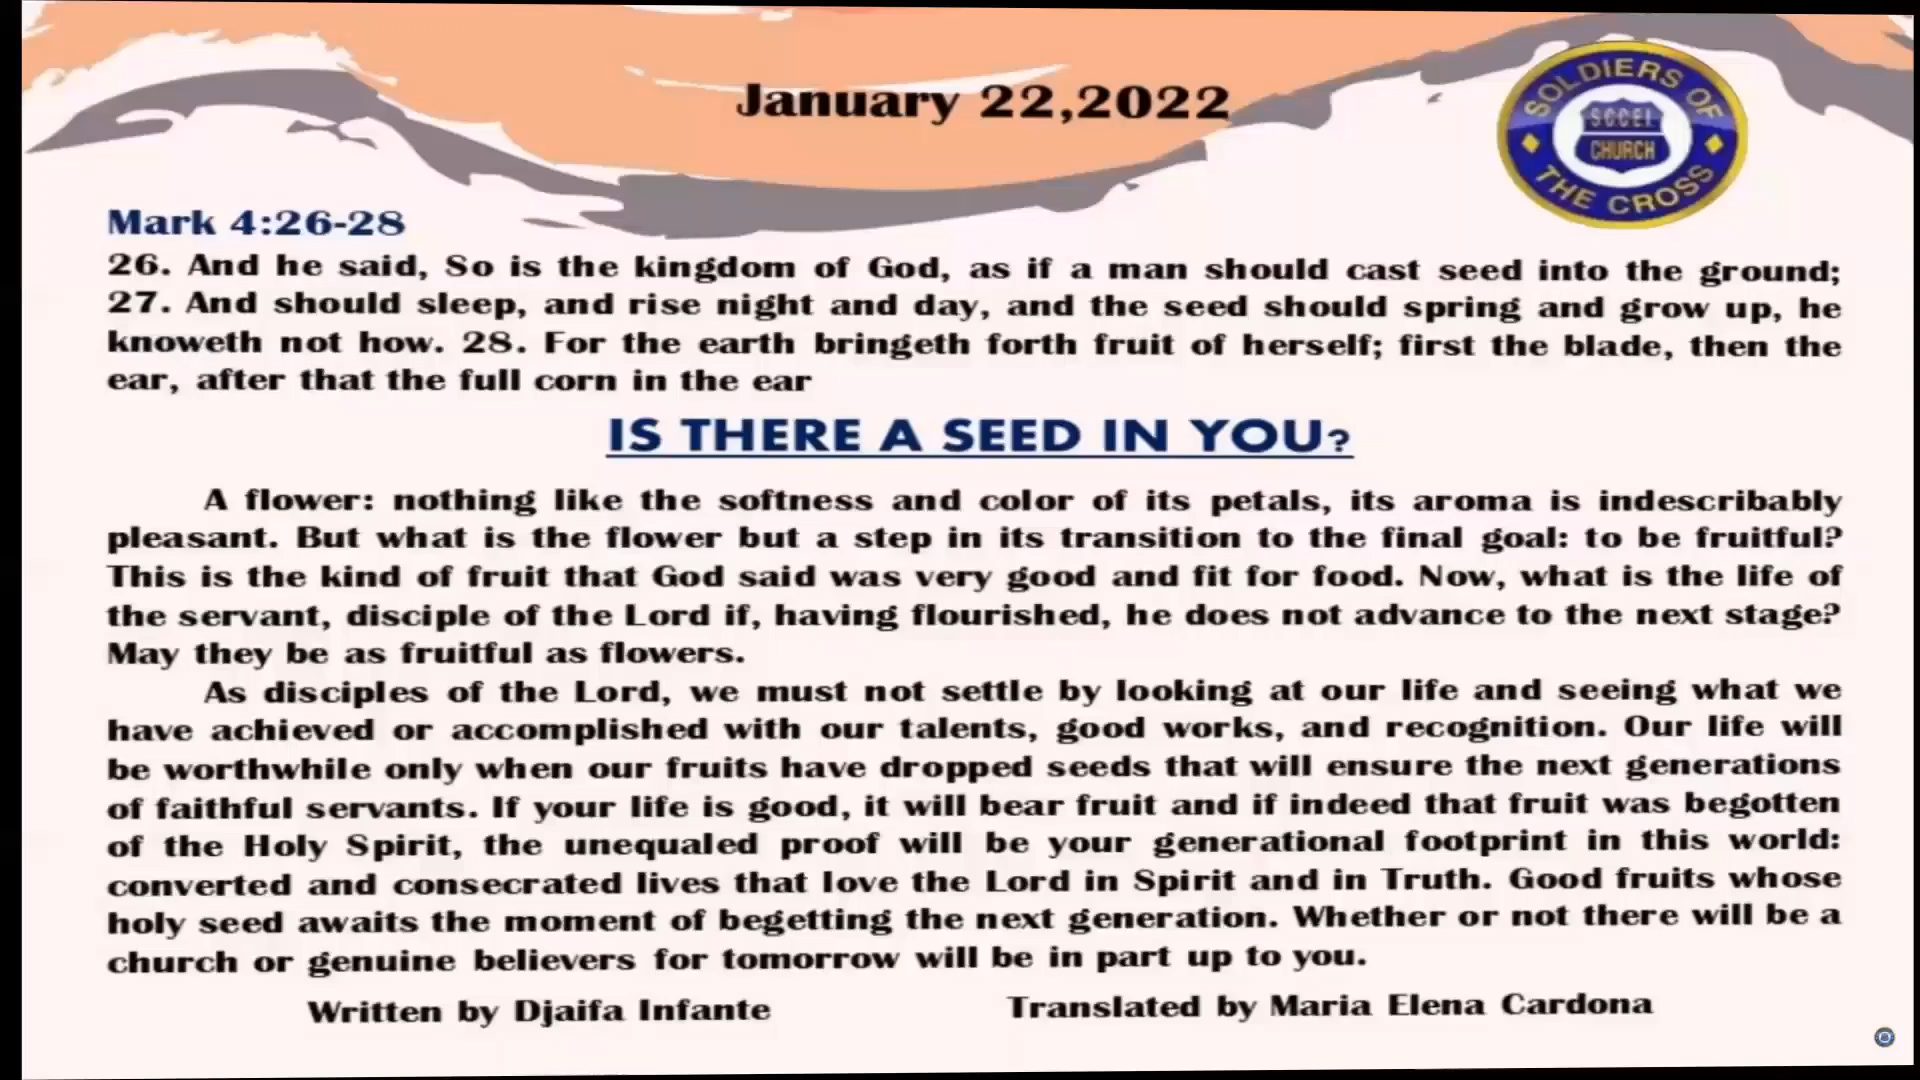 January 22,2022
SOLDIERS OF
S.C.C.E.I.
CHURCH
THE CROSS
Mark 4:26-28
26. And he said, So is the kingdom of God, as if a man should cast seed into the ground;
27. And should sleep, and rise night and day, and the seed should spring and grow up, he
knoweth not how. 28. For the earth bringeth forth fruit of herself; first the blade, then the
ear, after that the full corn in the ear
IS THERE A SEED IN YOU?
A flower: nothing like the softness and color of its petals, its aroma is indescribably
pleasant. But what is the flower but a step in its transition to the final goal: to be fruitful?
This is the kind of fruit that God said was very good and fit for food. Now, what is the life of
the servant, disciple of the Lord if, having flourished, he does not advance to the next stage?
May they be as fruitful as flowers.
As disciples of the Lord, we must not settle by looking at our life and seeing what we
have achieved or accomplished with our talents, good works, and recognition. Our life will
be worthwhile only when our fruits have dropped seeds that will ensure the next generations
of faithful servants. If your life is good, it will bear fruit and if indeed that fruit was begotten
of the Holy Spirit, the unequaled proof will be your generational footprint in this world:
converted and consecrated lives that love the Lord in Spirit and in Truth. Good fruits whose
holy seed awaits the moment of begetting the next generation. Whether or not there will be a
church or genuine believers for tomorrow will be in part up to you.
Written by Djaifa Infante
Translated by Maria Elena Cardona